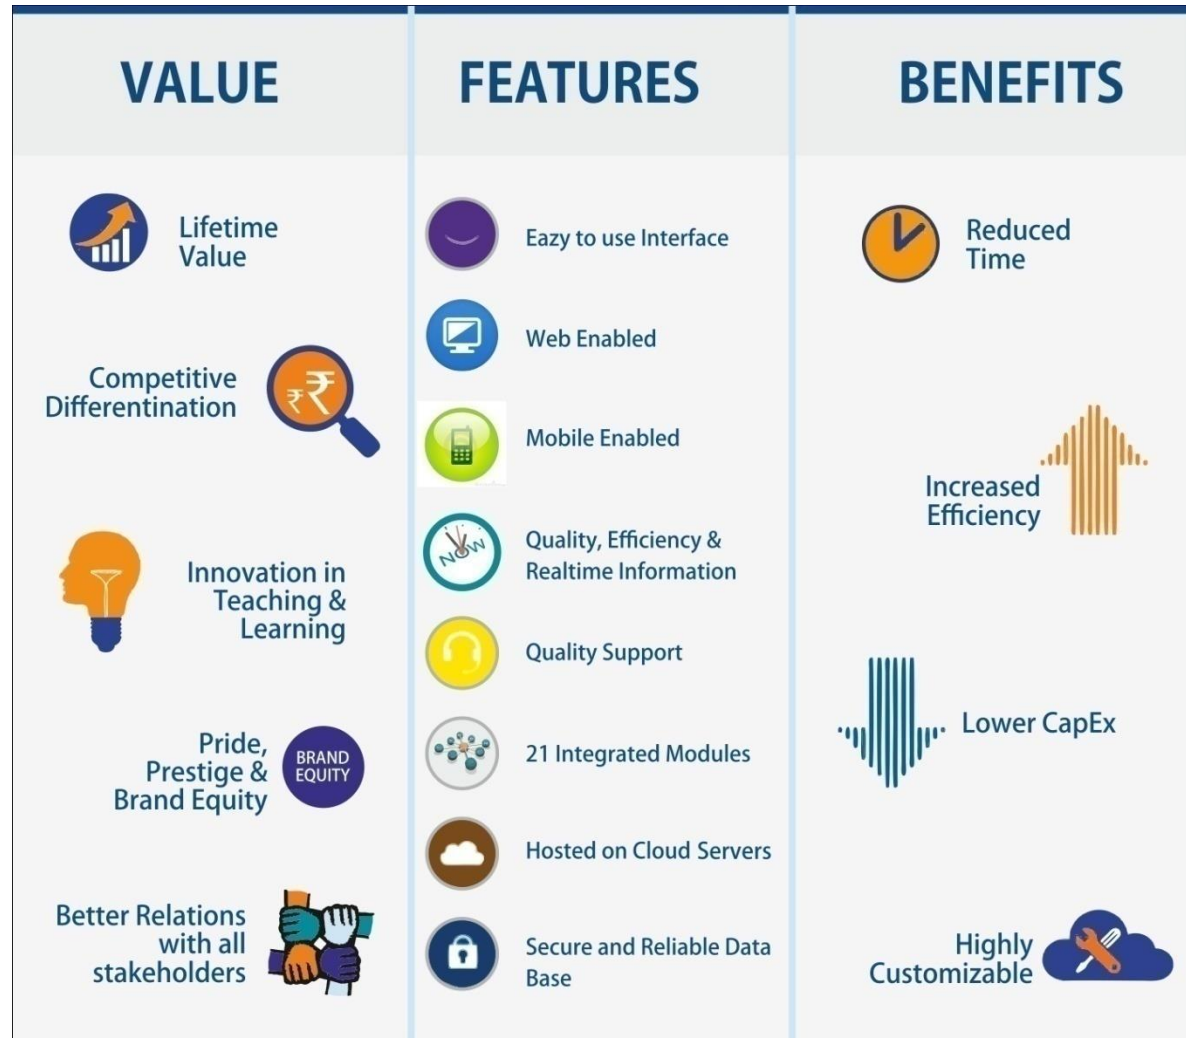 VALUE
FEATURES
BENEFITS
Lifetime
Value
Competitive
Differentination
₹₹
Innovation in
Teaching &
Learning
Pride,
Prestige &
Brand Equity
BRAND
EQUITY
Better Relations
with all
stakeholders
Eazy to use Interface
Web Enabled
Mobile Enabled
NOW
Quality, Efficiency &
Realtime Information
Quality Support
21 Integrated Modules
Hosted on Cloud Servers
Secure and Reliable Data
Base
Reduced
Time
Increased
Efficiency
Lower CapEx
Highly
Customizable